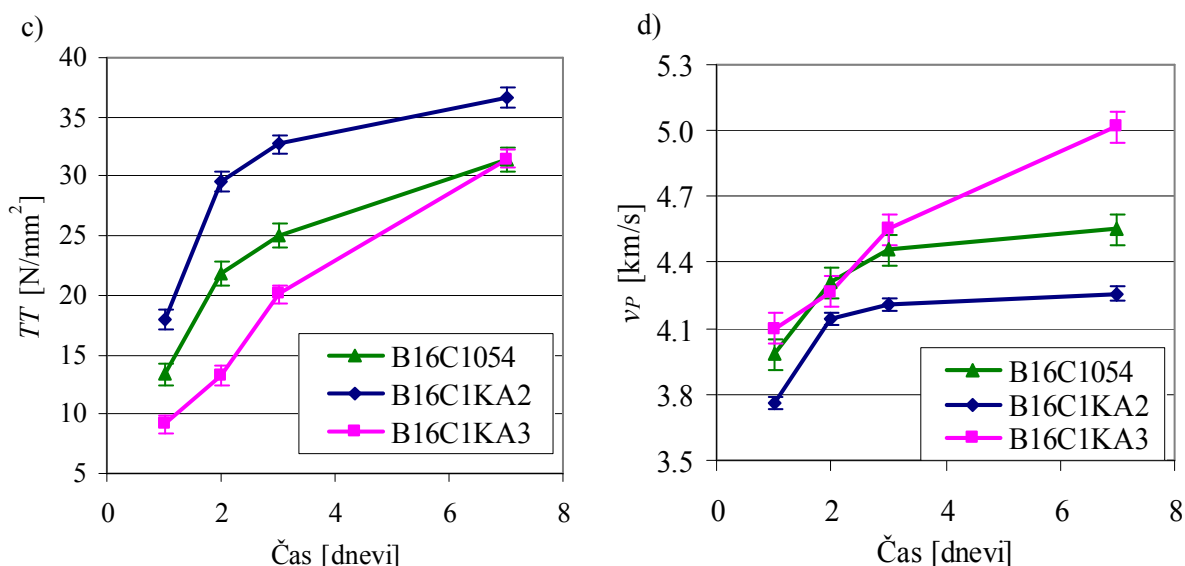 c)
40
35
30
25
20
15
10
5
TT [N/mm²]
B16C1054
B16C1KA2
B16C1KA3
0 2 4 6 8
Čas [dnevi]
d)
5.3
5.0
4.7
4.4
4.1
3.8
3.5
vP [km/s]
B16C1054
B16C1KA2
B16C1KA3
0 2 4 6 8
Čas [dnevi]